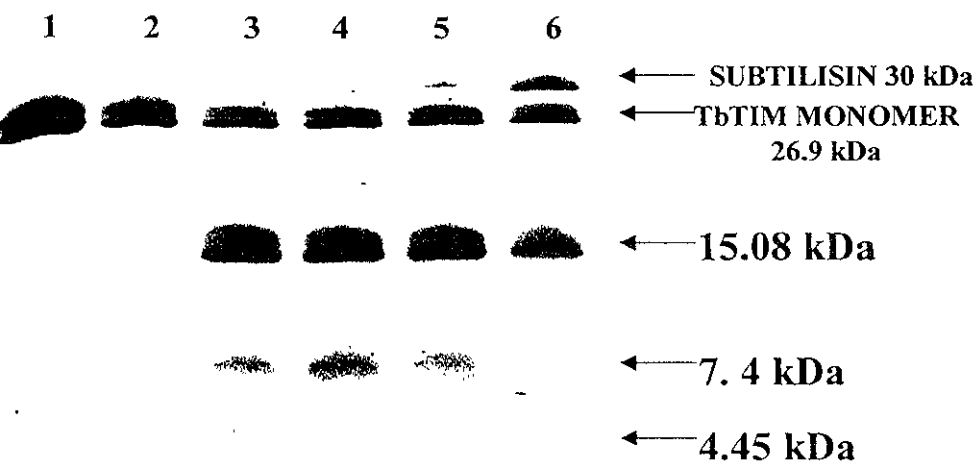 1 2 3 4 5 6
SUBTILISIN 30 kDa
TbTIM MONOMER
26.9 kDa
15.08 kDa
7. 4 kDa
4.45 kDa